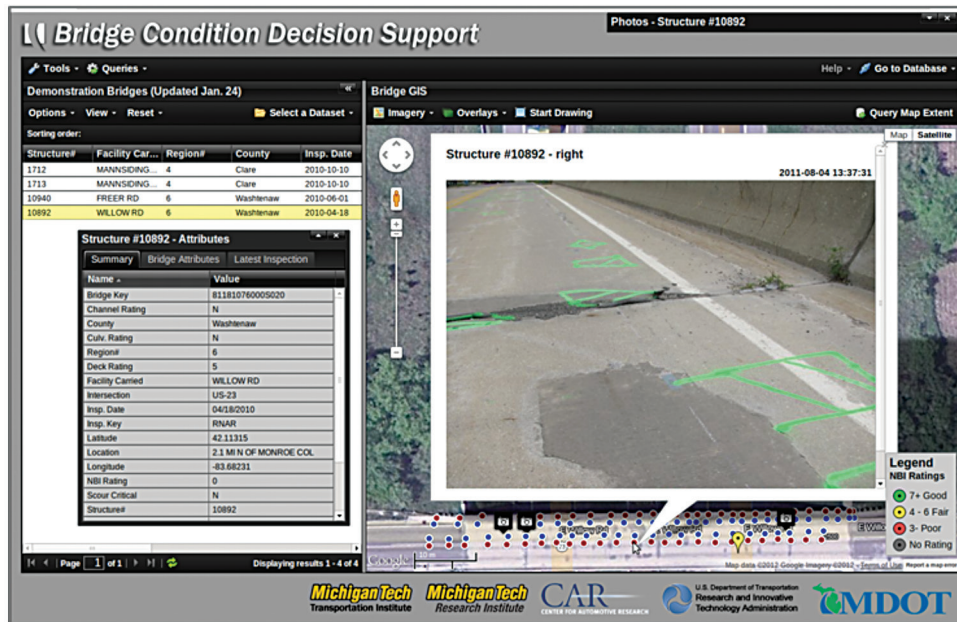 Bridge Condition Decision Support
Photos - Structure #10892
Tools Queries
Help Go to Database
Demonstration Bridges (Updated Jan. 24)
Bridge GIS
Options View Reset Select a Dataset
Imagery Overlays Start Drawing
Query Map Extent
Sorting order:
Map Satellite
Structure# Facility Car... Region# County Insp. Date
1712 MANNSIDING... 4 Clare 2010-10-10
1713 MANNSIDING... 4 Clare 2010-10-10
10940 FREER RD 6 Washtenaw 2010-06-01
10892 WILLOW RD 6 Washtenaw 2010-04-18
Structure #10892 - right
2011-08-04 13:37:31
Structure #10892 - Attributes
Summary Bridge Attributes Latest Inspection
Name Value
Bridge Key 81181076000S020
Channel Rating N
County Washtenaw
Culv. Rating N
Region# 6
Deck Rating 5
Facility Carried WILLOW RD
Intersection US-23
Insp. Date 04/18/2010
Insp. Key RNAR
Latitude 42.11315
Location 2.1 MI N OF MONROE COL
Longitude -83.68231
NBI Rating 0
Scour Critical N
Structure# 10892
Legend
NBI Ratings
7+ Good
4 - 6 Fair
3- Poor
No Rating
E Willow Rd
E Willo
Google
10 m
Map data ©2012 Google Imagery ©2012 - Terms of Use Report a map error
Page 1 of 1
Displaying results 1 - 4 of 4
MichiganTech
Transportation Institute
MichiganTech
Research Institute
CAR
CENTER FOR AUTOMOTIVE RESEARCH
U.S. Department of Transportation
Research and Innovative
Technology Administration
MDOT